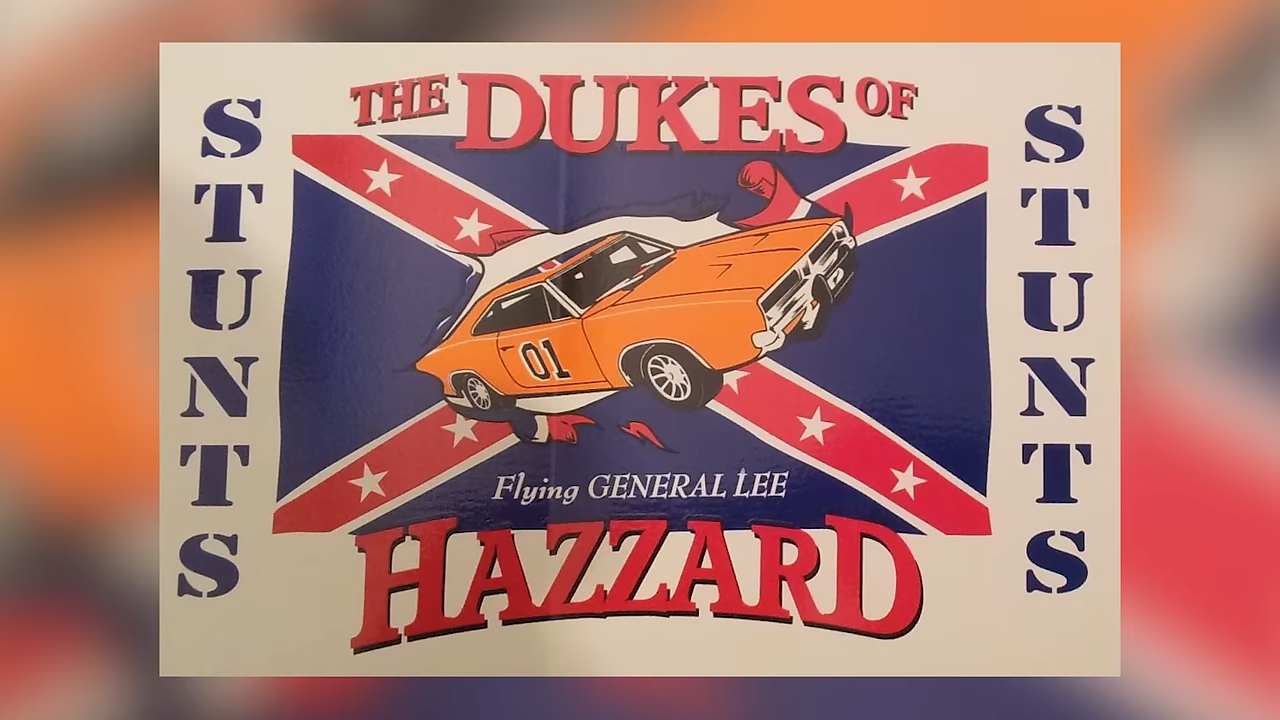 THE DUKES OF
STUNTS
STUNTS
01
Flying GENERAL LEE
HAZZARD